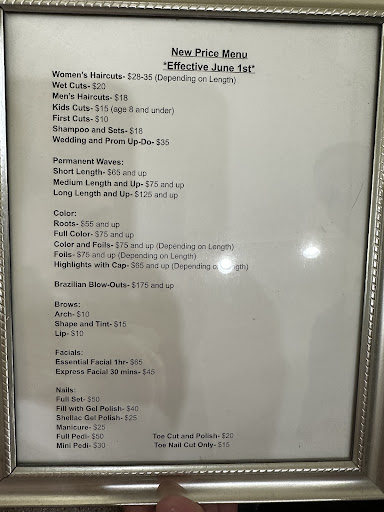 New Price Menu
*Effective June 1st*
Women's Haircuts- $28-35 (Depending on Length)
Wet Cuts- $20
Men's Haircuts- $18
Kids Cuts- $15 (age 8 and under)
First Cuts- $10
Shampoo and Sets- $18
Wedding and Prom Up-Do- $35
Permanent Waves:
Short Length- $65 and up
Medium Length and Up- $75 and up
Long Length and Up- $125 and up
Color:
Roots- $55 and up
Full Color- $75 and up
Color and Foils- $75 and up (Depending on Length)
Foils- $75 and up (Depending on Length)
Highlights with Cap- $65 and up (Depending on Length)
Brazilian Blow-Outs- $175 and up
Brows:
Arch- $10
Shape and Tint- $15
Lip- $10
Facials:
Essential Facial 1hr- $65
Express Facial 30 mins- $45
Nails:
Full Set- $50
Fill with Gel Polish- $40
Shellac Gel Polish- $25
Manicure- $25
Full Pedi- $50 Toe Cut and Polish- $20
Mini Pedi- $30 Toe Nail Cut Only- $15